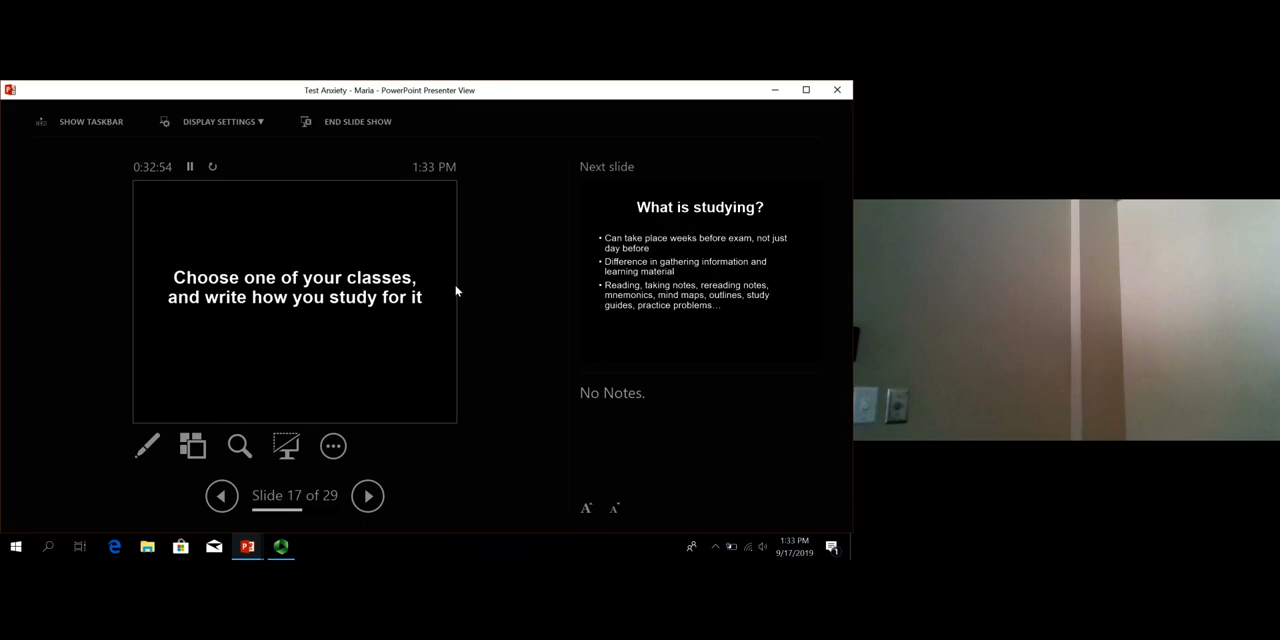 Test Anxiety - Maria - PowerPoint Presenter View
SHOW TASKBAR
DISPLAY SETTINGS ▼
END SLIDE SHOW
0:32:54
1:33 PM
Choose one of your classes,
and write how you study for it
Slide 17 of 29
Next slide
What is studying?
• Can take place weeks before exam, not just
day before
• Difference in gathering information and
learning material
• Reading, taking notes, rereading notes,
mnemonics, mind maps, outlines, study
guides, practice problems…
No Notes.
A A
1:33 PM
9/17/2019